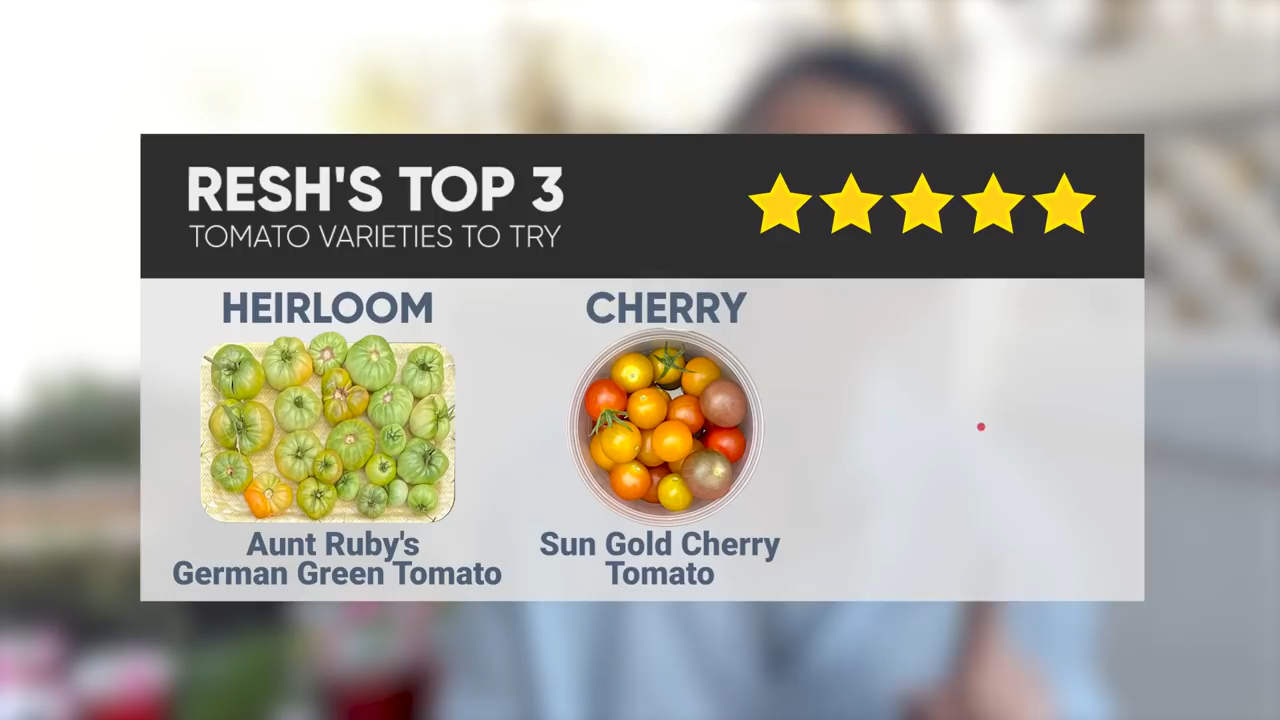 RESH'S TOP 3
TOMATO VARIETIES TO TRY
HEIRLOOM
CHERRY
Aunt Ruby's
German Green Tomato
Sun Gold Cherry
Tomato